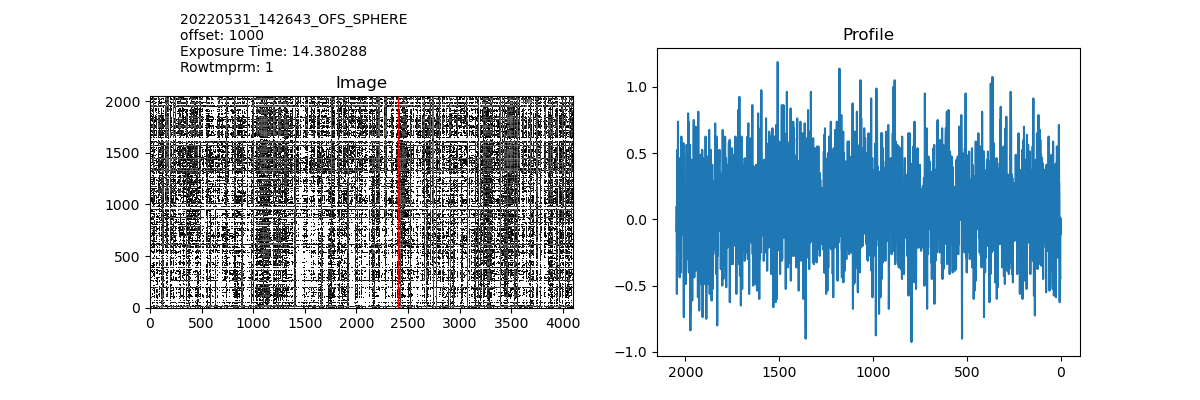 20220531_142643_OFS_SPHERE
offset: 1000
Exposure Time: 14.380288
Rowtmprm: 1
Image
2000
1500
1000
500
0
0 500 1000 1500 2000 2500 3000 3500 4000
Profile
1.0
0.5
0.0
−0.5
−1.0
2000 1500 1000 500 0